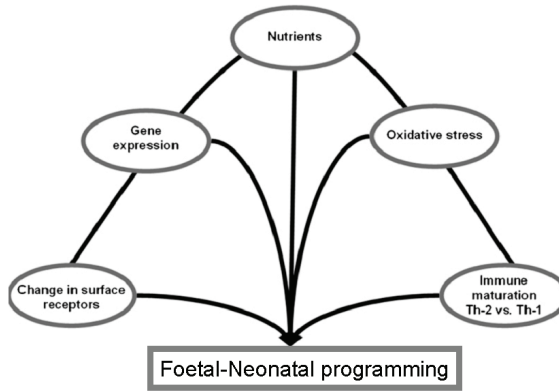 Nutrients
Gene
expression
Oxidative stress
Change in surface
receptors
Immune
maturation
Th-2 vs. Th-1
Foetal-Neonatal programming